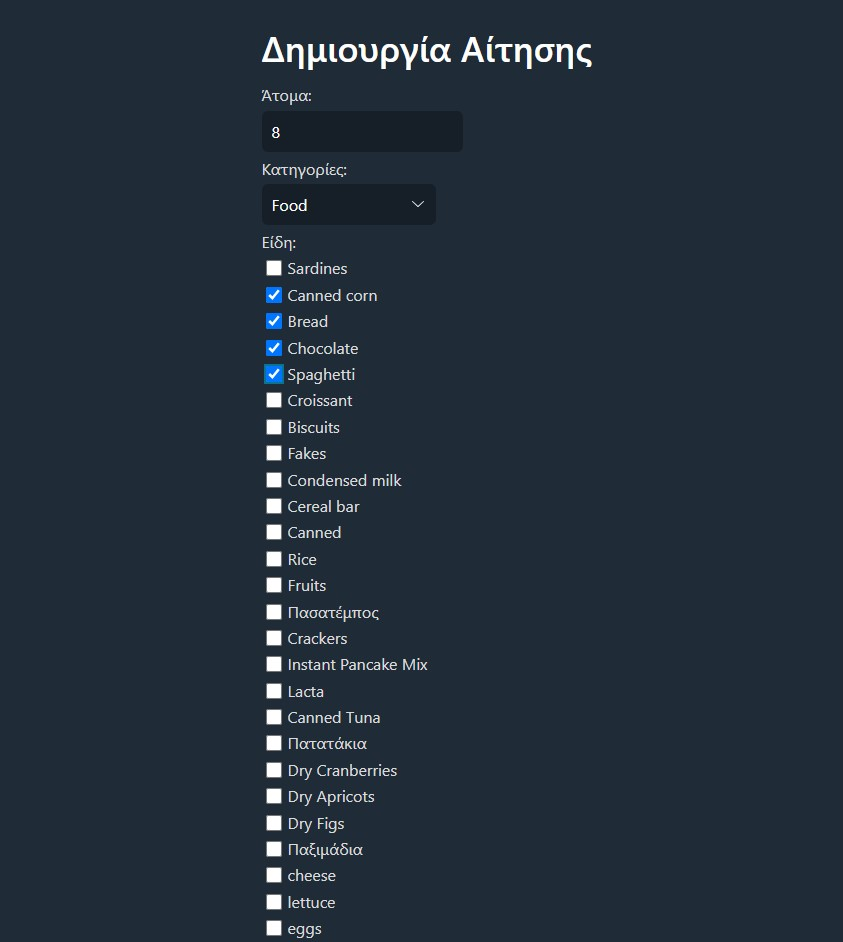 Δημιουργία Αίτησης
Άτομα:
8
Κατηγορίες:
Food
Είδη:
Sardines
Canned corn
Bread
Chocolate
Spaghetti
Croissant
Biscuits
Fakes
Condensed milk
Cereal bar
Canned
Rice
Fruits
Πασατέμπος
Crackers
Instant Pancake Mix
Lacta
Canned Tuna
Πατατάκια
Dry Cranberries
Dry Apricots
Dry Figs
Παξιμάδια
cheese
lettuce
eggs